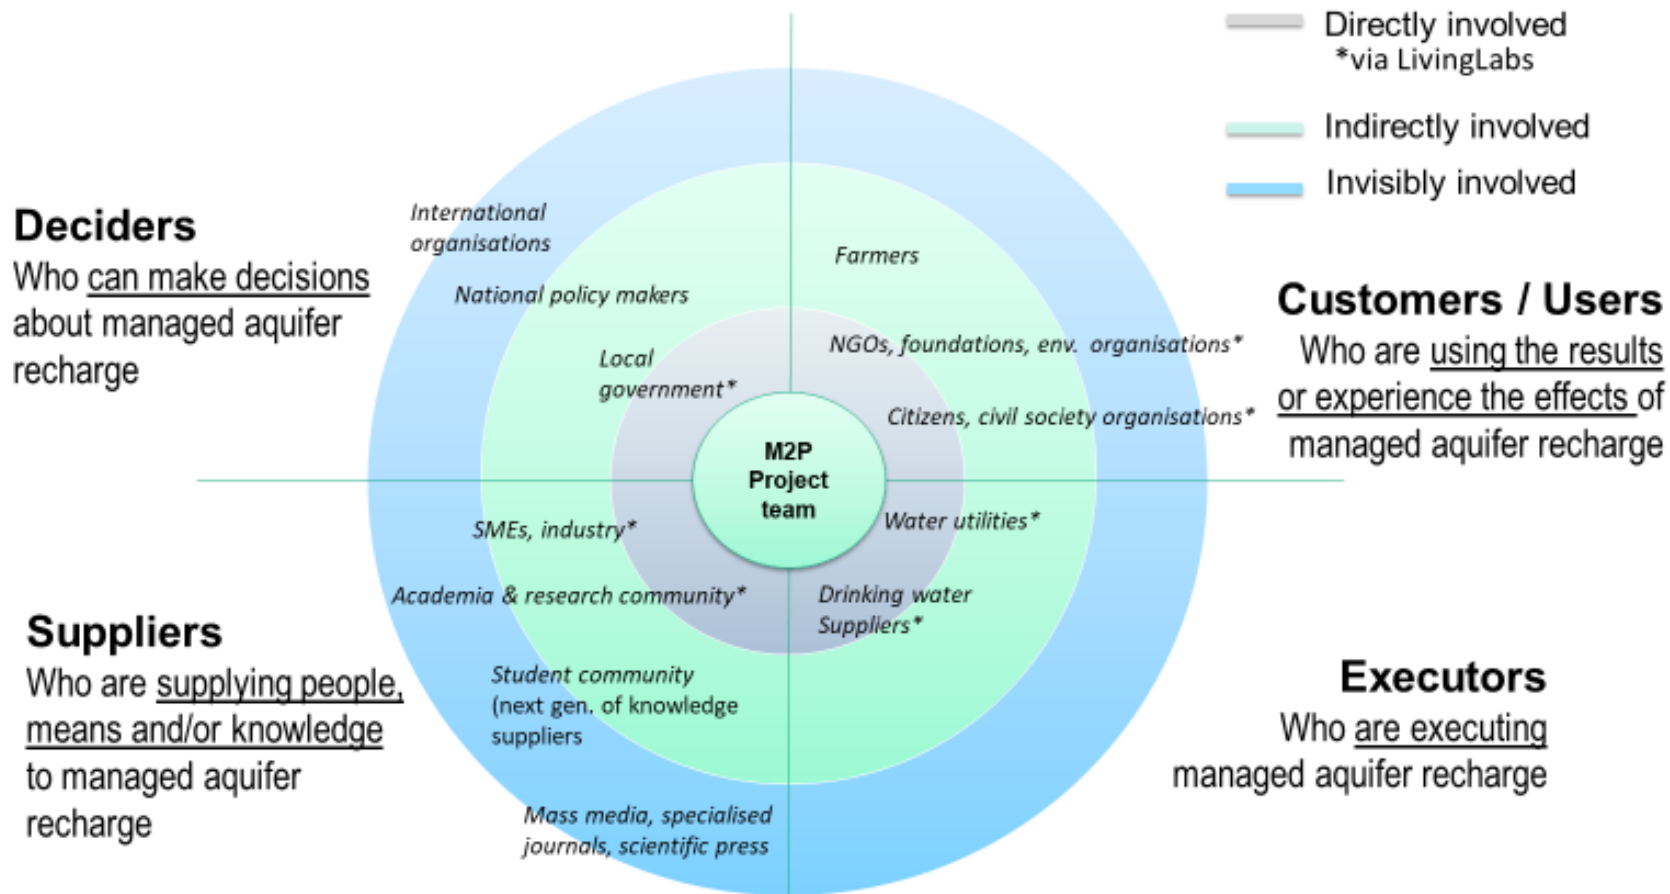 Directly involved
*via LivingLabs
Indirectly involved
Invisibly involved
Deciders
Who can make decisions
about managed aquifer
recharge
International
organisations
National policy makers
Local
government*
Farmers
NGOs, foundations, env. organisations*
Citizens, civil society organisations*
Customers / Users
Who are using the results
or experience the effects of
managed aquifer recharge
M2P
Project
team
SMEs, industry*
Academia & research community*
Student community
(next gen. of knowledge
suppliers
Mass media, specialised
journals, scientific press
Water utilities*
Drinking water
Suppliers*
Suppliers
Who are supplying people,
means and/or knowledge
to managed aquifer
recharge
Executors
Who are executing
managed aquifer recharge